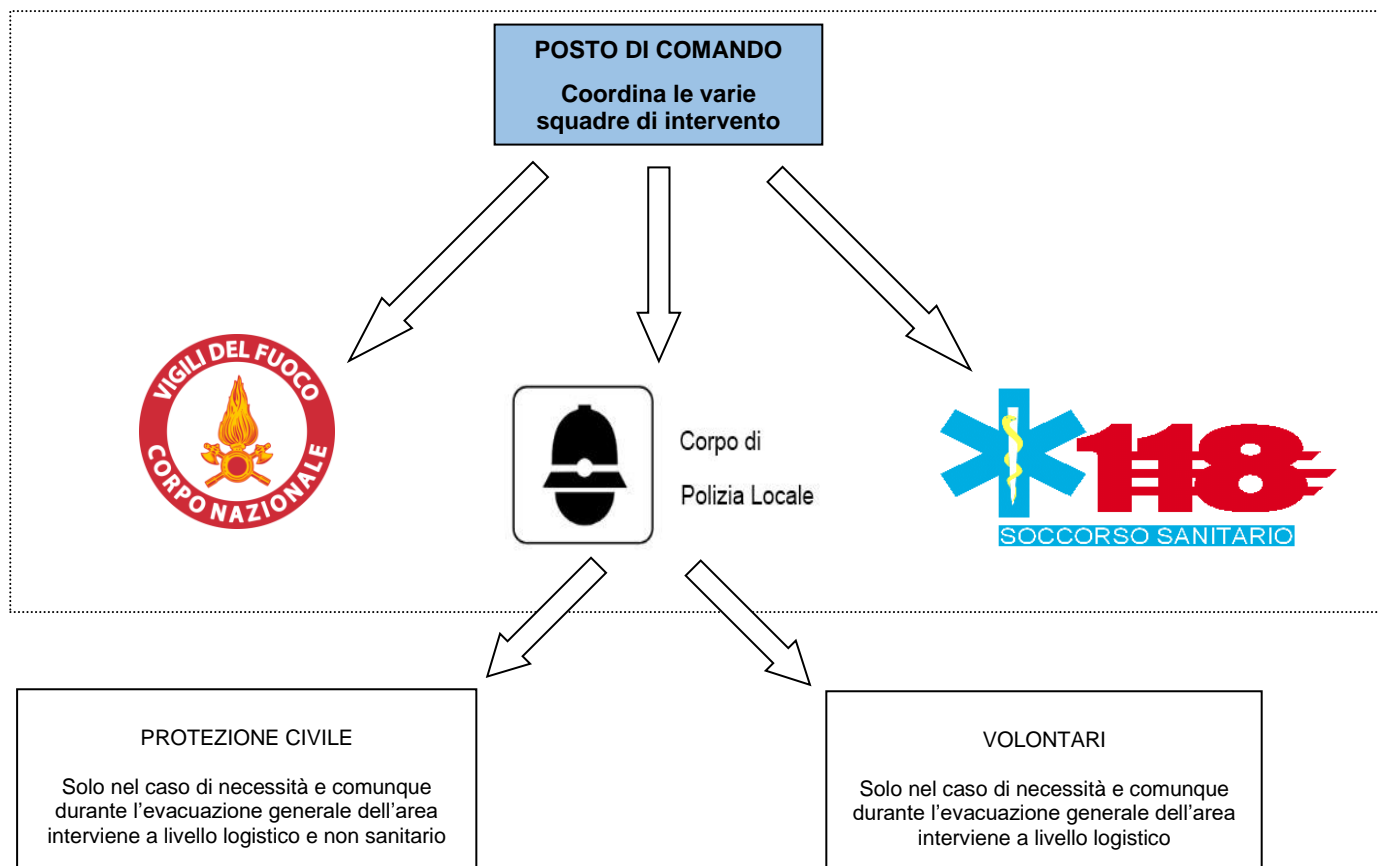 POSTO DI COMANDO
Coordina le varie
squadre di intervento
VIGILI DEL FUOCO
CORPO NAZIONALE
Corpo di
Polizia Locale
118
SOCCORSO SANITARIO
PROTEZIONE CIVILE
Solo nel caso di necessità e comunque
durante l’evacuazione generale dell’area
interviene a livello logistico e non sanitario
VOLONTARI
Solo nel caso di necessità e comunque
durante l’evacuazione generale dell’area
interviene a livello logistico